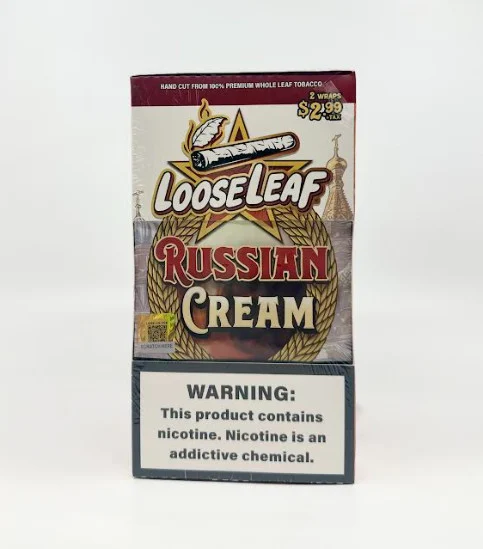 HAND CUT FROM 100% PREMIUM WHOLE LEAF TOBACCO
2 WRAPS
$2.99
+TAX
LOOSELEAF
RUSSIAN
CREAM
WARNING:
This product contains
nicotine. Nicotine is an
addictive chemical.